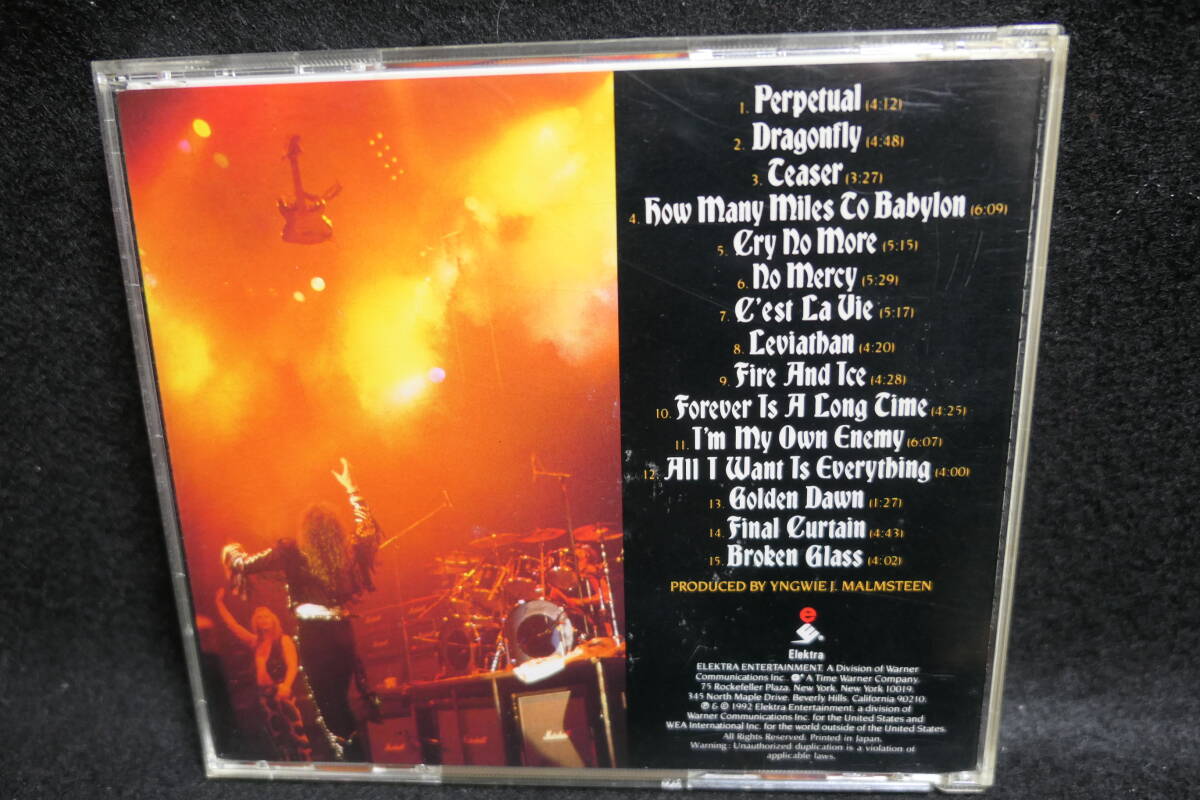 1. Perpetual (4:12)
2. Dragonfly (4:48)
3. Teaser (3:27)
4. How Many Miles To Babylon (6:09)
5. Cry No More (5:15)
6. No Mercy (5:29)
7. C'est La Vie (5:17)
8. Leviathan (4:20)
9. Fire And Ice (4:28)
10. Forever Is A Long Time (4:25)
11. I'm My Own Enemy (6:07)
12. All I Want Is Everything (4:00)
13. Golden Dawn (1:27)
14. Final Curtain (4:43)
15. Broken Glass (4:02)
PRODUCED BY YNGWIE J. MALMSTEEN
Elektra
ELEKTRA ENTERTAINMENT. A Division of Warner
Communications Inc., A Time Warner Company.
75 Rockefeller Plaza, New York, New York 10019.
345 North Maple Drive. Beverly Hills, California 90210.
℗ & © 1992 Elektra Entertainment, a division of
Warner Communications Inc. for the United States and
WEA International Inc. for the world outside of the United States.
All Rights Reserved. Printed in Japan.
Warning: Unauthorized duplication is a violation of
applicable laws.
Marshall
Marshall
Marshall